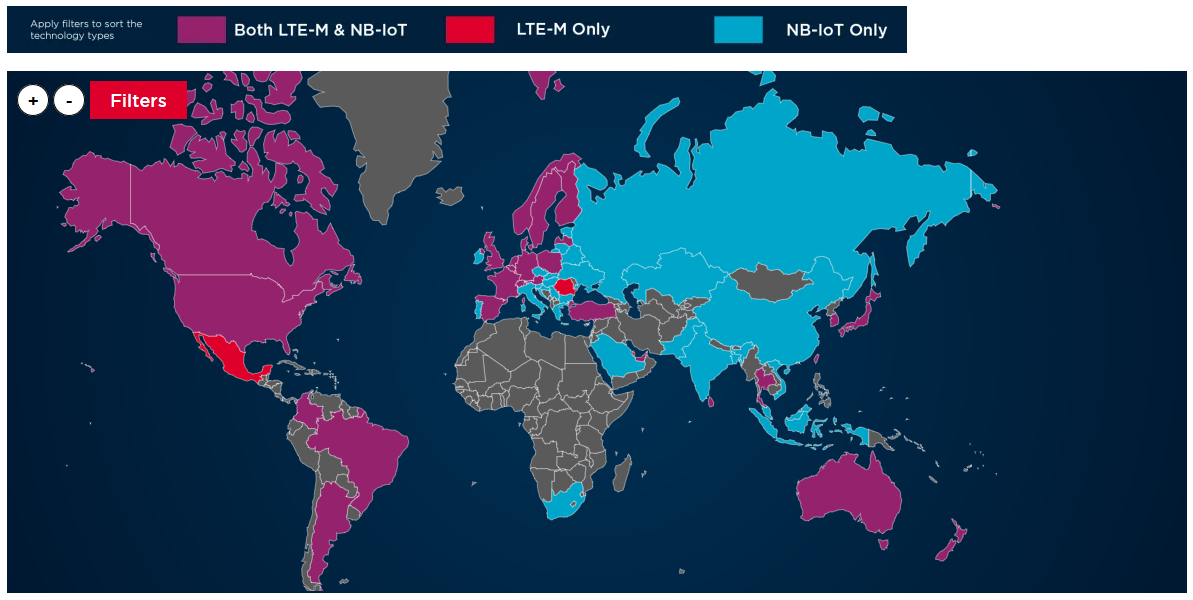 Apply filters to sort the
technology types
Both LTE-M & NB-IoT
LTE-M Only
NB-IoT Only
+
-
Filters